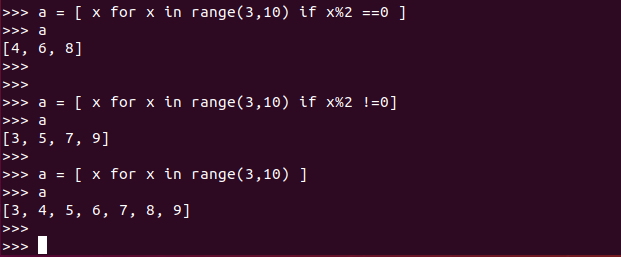 >>> a = [ x for x in range(3,10) if x%2 ==0 ]
>>> a
[4, 6, 8]
>>>
>>>
>>> a = [ x for x in range(3,10) if x%2 !=0]
>>> a
[3, 5, 7, 9]
>>>
>>> a = [ x for x in range(3,10) ]
>>> a
[3, 4, 5, 6, 7, 8, 9]
>>>
>>>